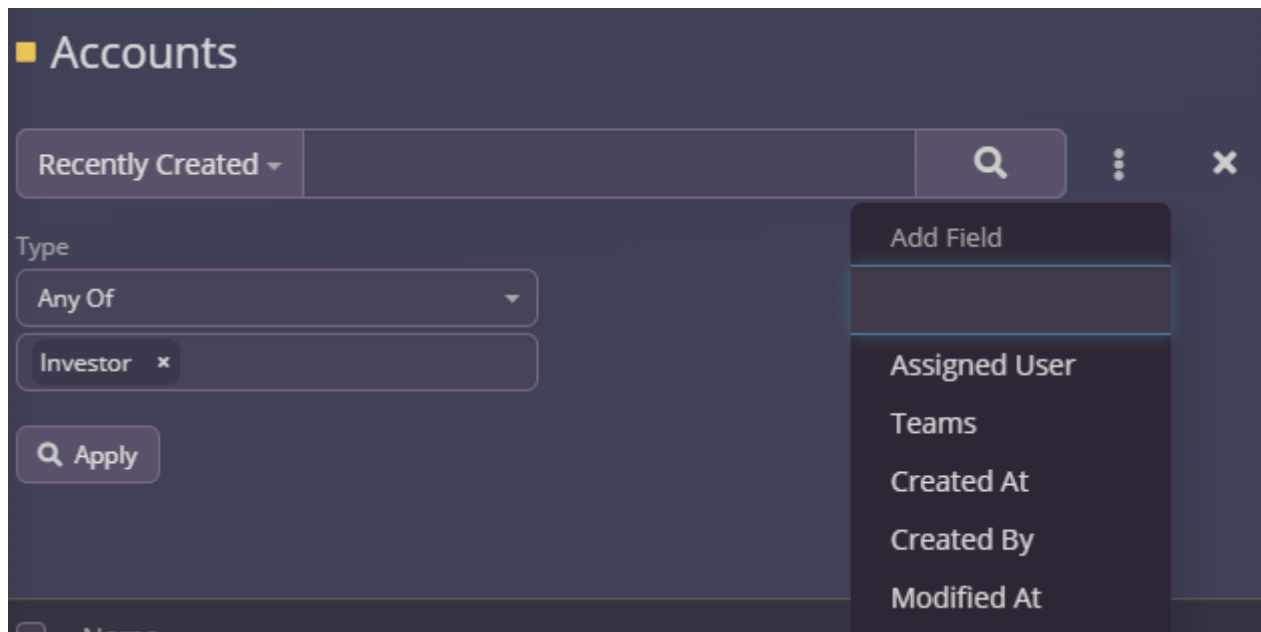 Accounts
Recently Created
Type
Any Of
Investor ×
Apply
Add Field
Assigned User
Teams
Created At
Created By
Modified At